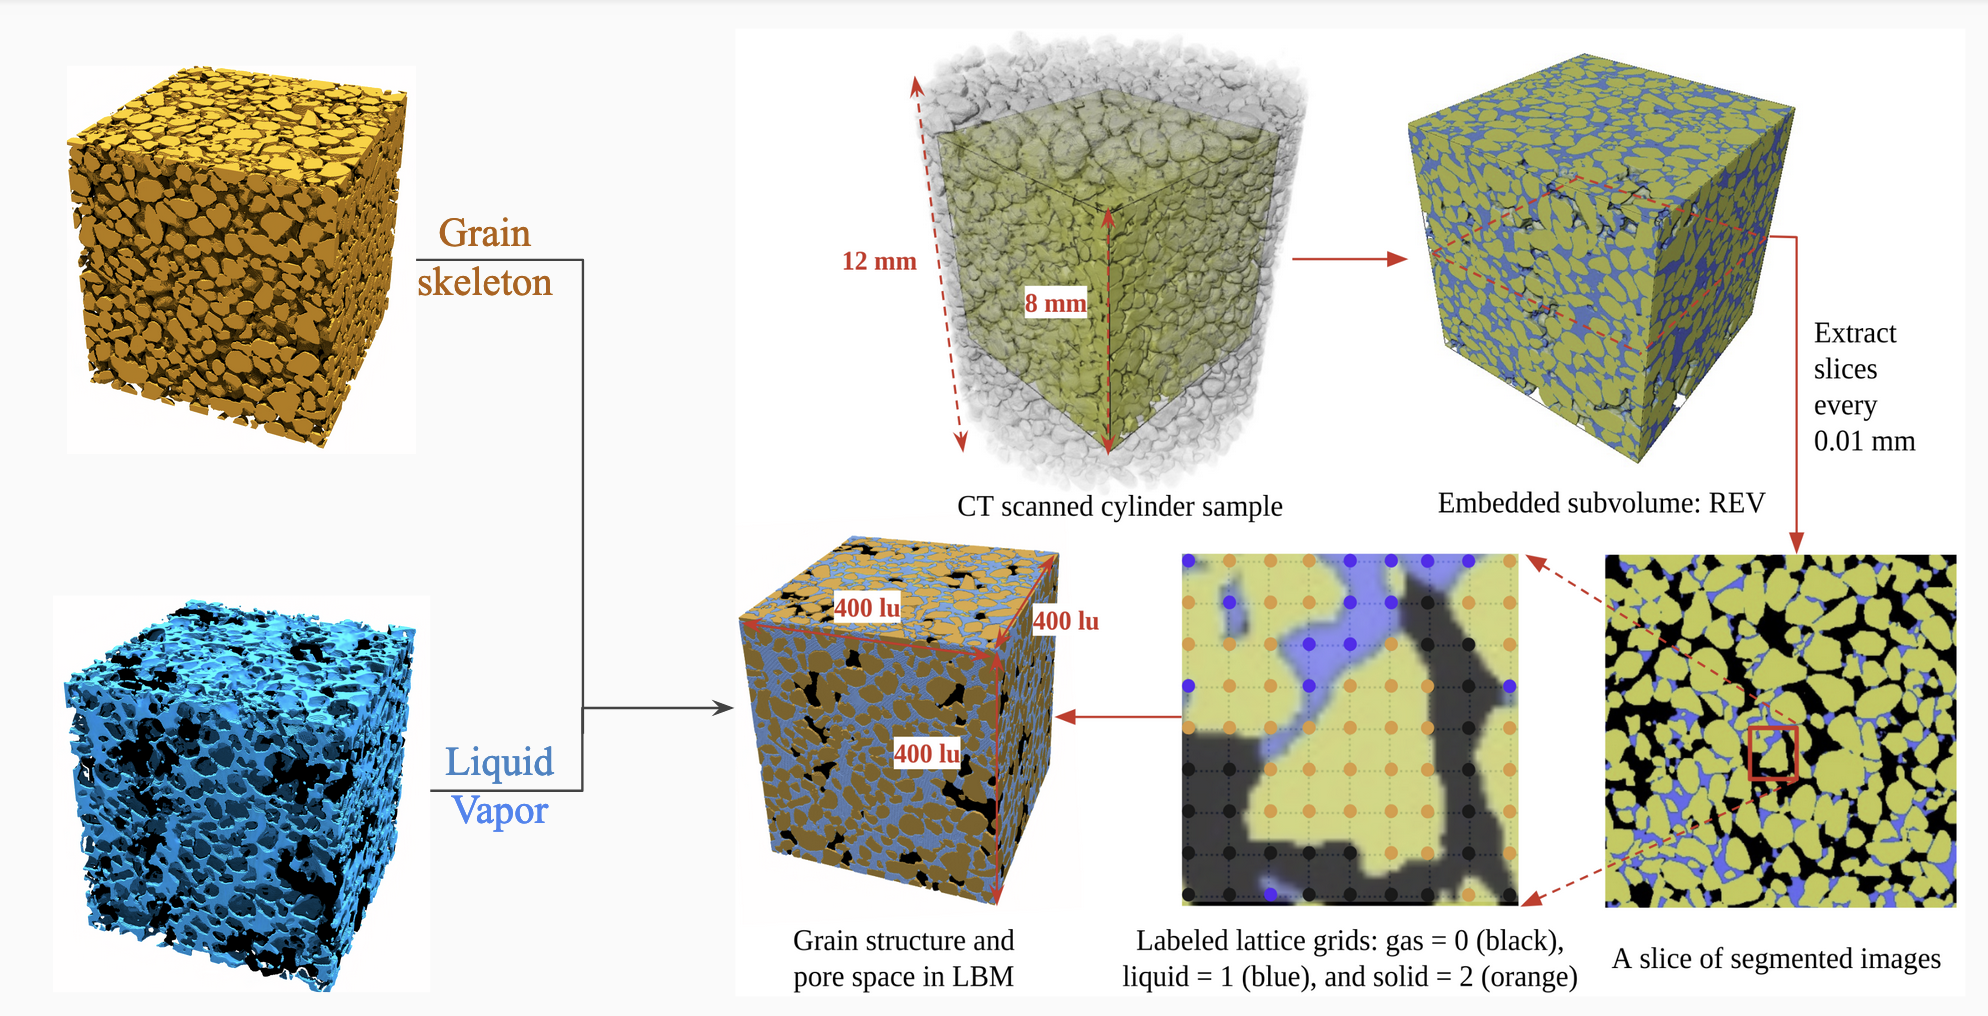 Grain
skeleton
Liquid
Vapor
12 mm
8 mm
CT scanned cylinder sample
Embedded subvolume: REV
Extract
slices
every
0.01 mm
400 lu
400 lu
400 lu
Grain structure and
pore space in LBM
Labeled lattice grids: gas = 0 (black),
liquid = 1 (blue), and solid = 2 (orange)
A slice of segmented images